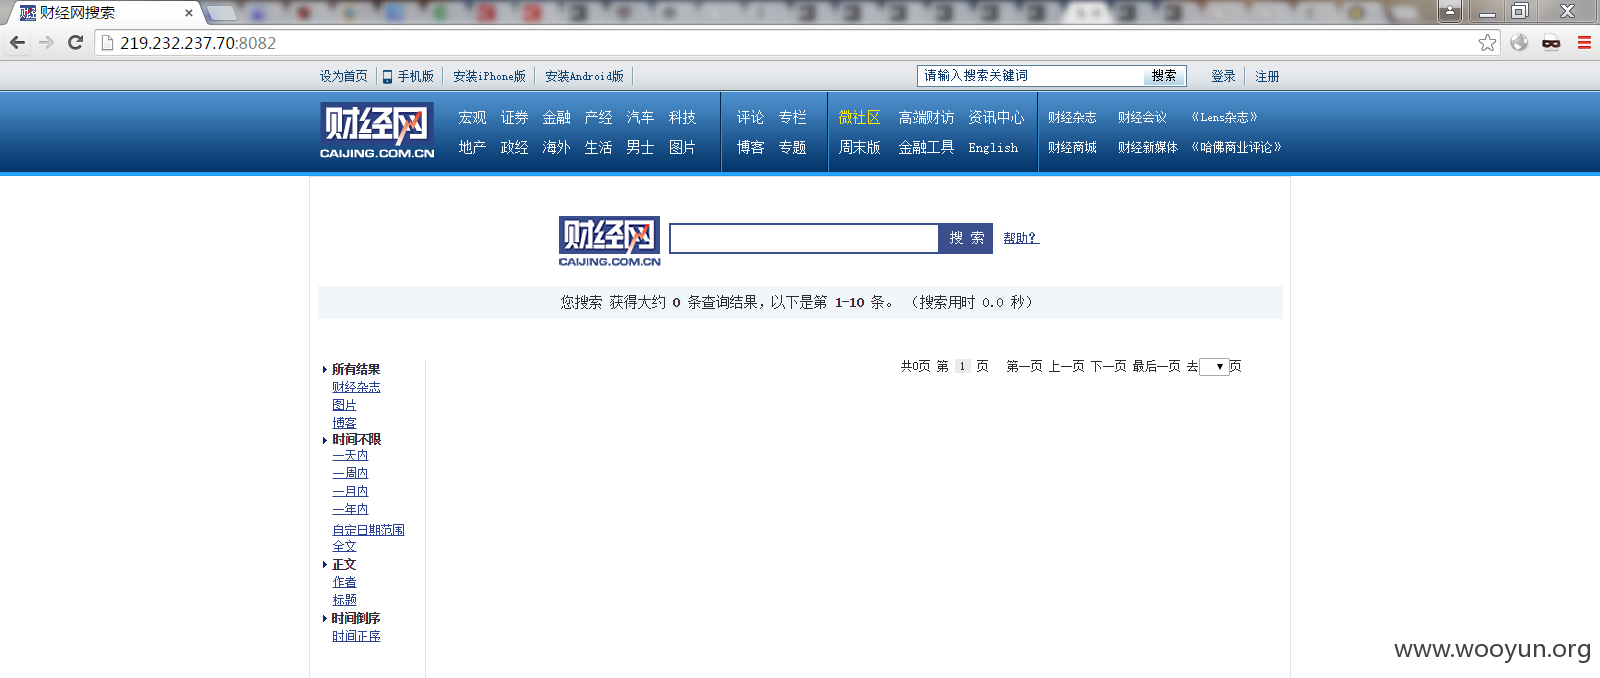 财经网搜索
219.232.237.70:8082
设为首页 手机版 安装iPhone版 安装Android版 请输入搜索关键词 搜索 登录 注册
财经网 宏观 证券 金融 产经 汽车 科技 评论 专栏 微社区 高端财访 资讯中心 财经杂志 财经会议 《Lens杂志》
CAIJING.COM.CN 地产 政经 海外 生活 男士 图片 博客 专题 周末版 金融工具 English 财经商城 财经新媒体 《哈佛商业评论》
财经网 搜 索 帮助?
CAIJING.COM.CN
您搜索 获得大约 0 条查询结果，以下是第 1-10 条。 （搜索用时 0.0 秒）
共0页 第 1 页 第一页 上一页 下一页 最后一页 去 页
所有结果
财经杂志
图片
博客
时间不限
一天内
一周内
一月内
一年内
自定日期范围
全文
正文
作者
标题
时间倒序
时间正序
www.wooyun.org